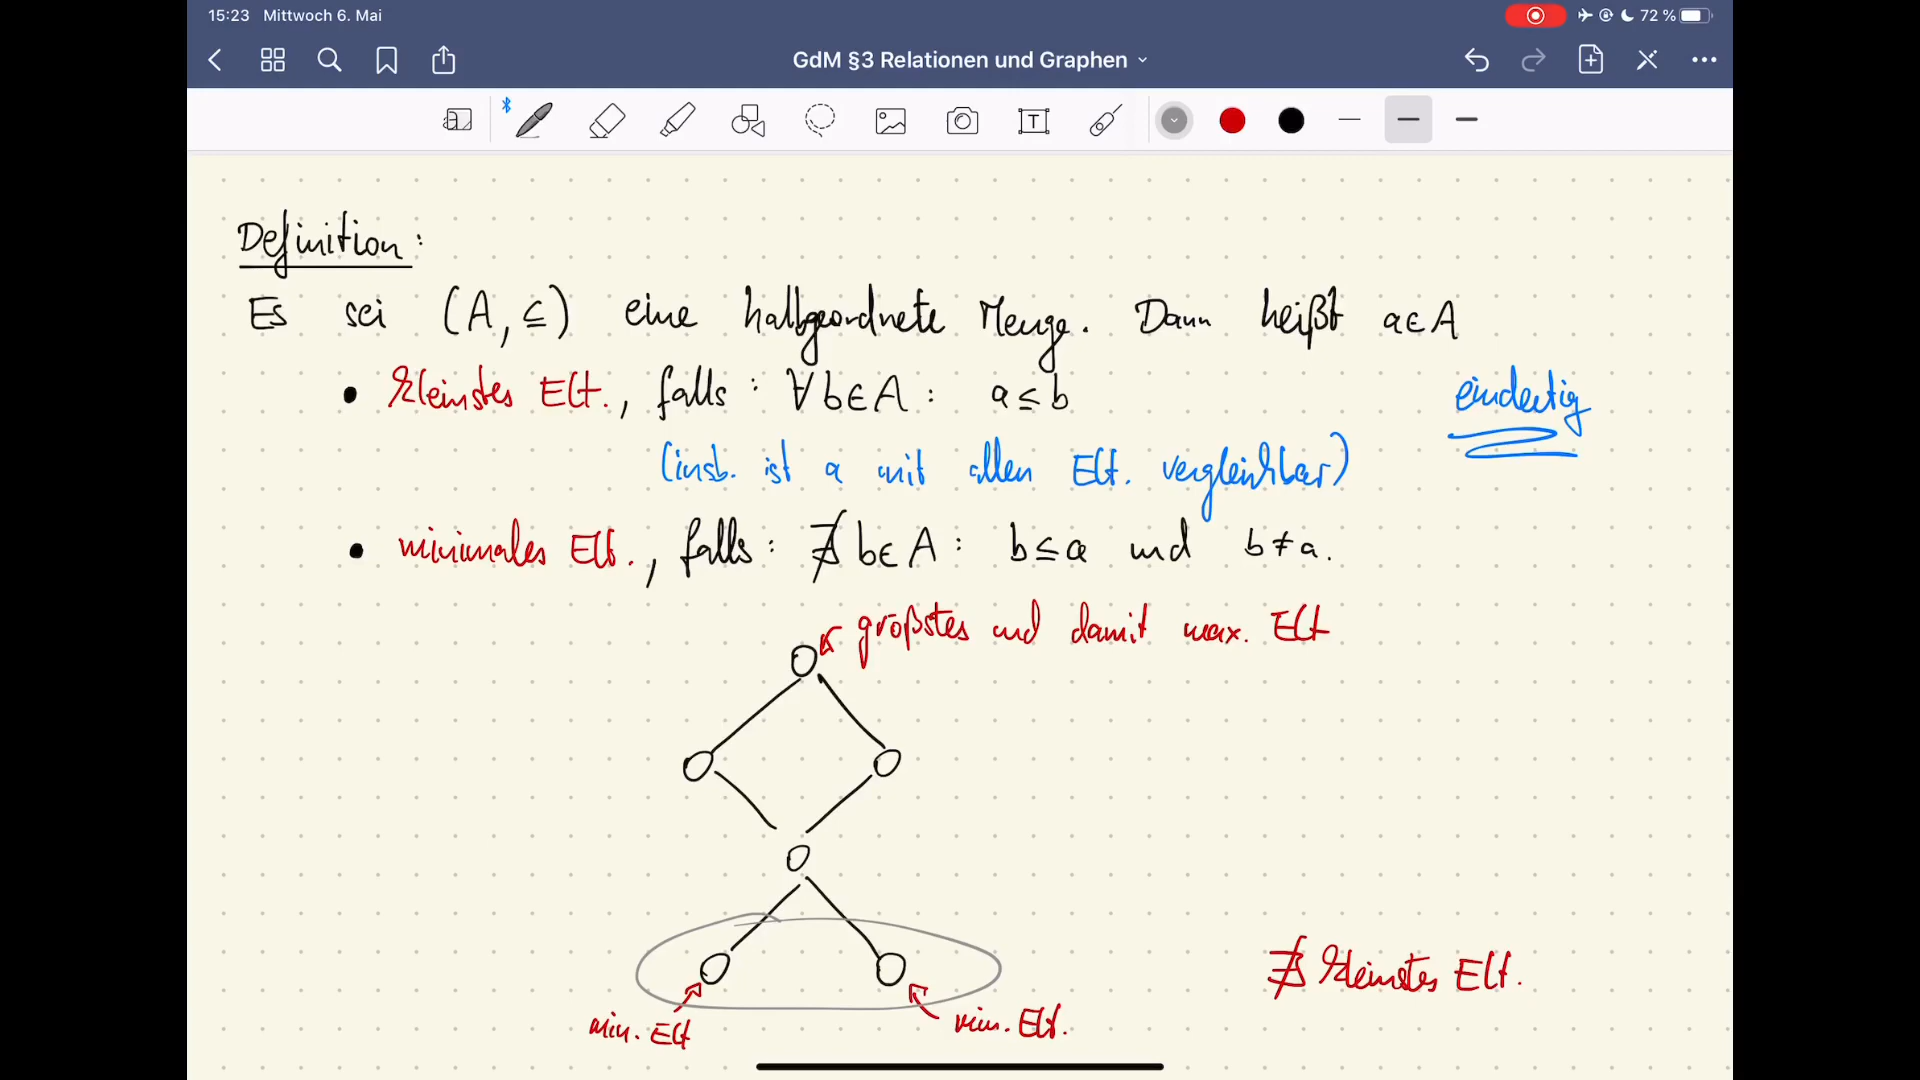 15:23 Mittwoch 6. Mai 72 %
GdM §3 Relationen und Graphen
Definition:
Es sei (A, ≤) eine halbgeordnete Menge. Dann heißt a∈A
• kleinstes Elt., falls: ∀b∈A: a≤b
eindeutig
(insb. ist a mit allen Elt. vergleichbar)
• minimales Elt., falls: ∄ b∈A: b≤a und b≠a.
größtes und damit max. Elt
∄ kleinstes Elt.
min. Elt
min. Elt.